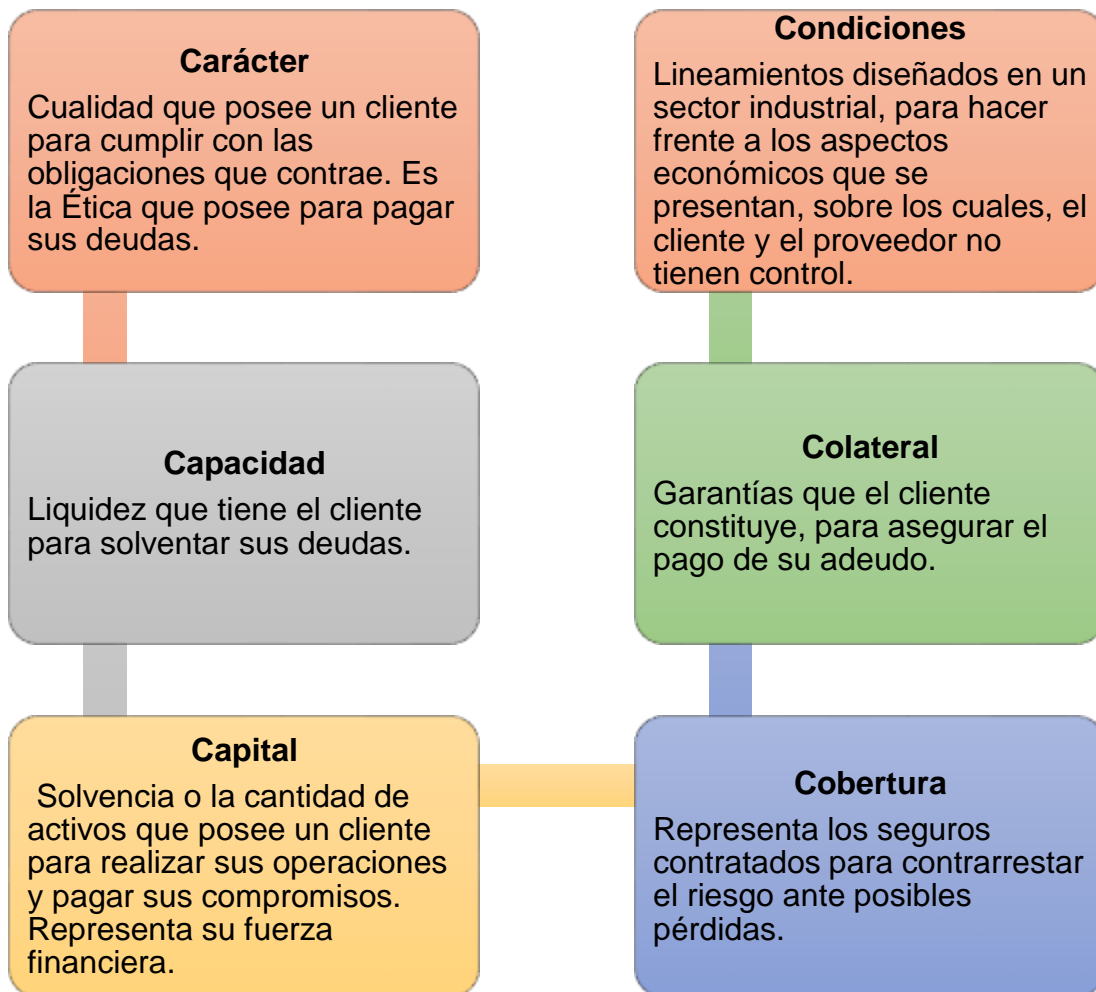 Carácter
Cualidad que posee un cliente
para cumplir con las
obligaciones que contrae. Es
la Ética que posee para pagar
sus deudas.
Capacidad
Liquidez que tiene el cliente
para solventar sus deudas.
Capital
Solvencia o la cantidad de
activos que posee un cliente
para realizar sus operaciones
y pagar sus compromisos.
Representa su fuerza
financiera.
Cobertura
Representa los seguros
contratados para contrarrestar
el riesgo ante posibles
pérdidas.
Colateral
Garantías que el cliente
constituye, para asegurar el
pago de su adeudo.
Condiciones
Lineamientos diseñados en un
sector industrial, para hacer
frente a los aspectos
económicos que se
presentan, sobre los cuales, el
cliente y el proveedor no
tienen control.